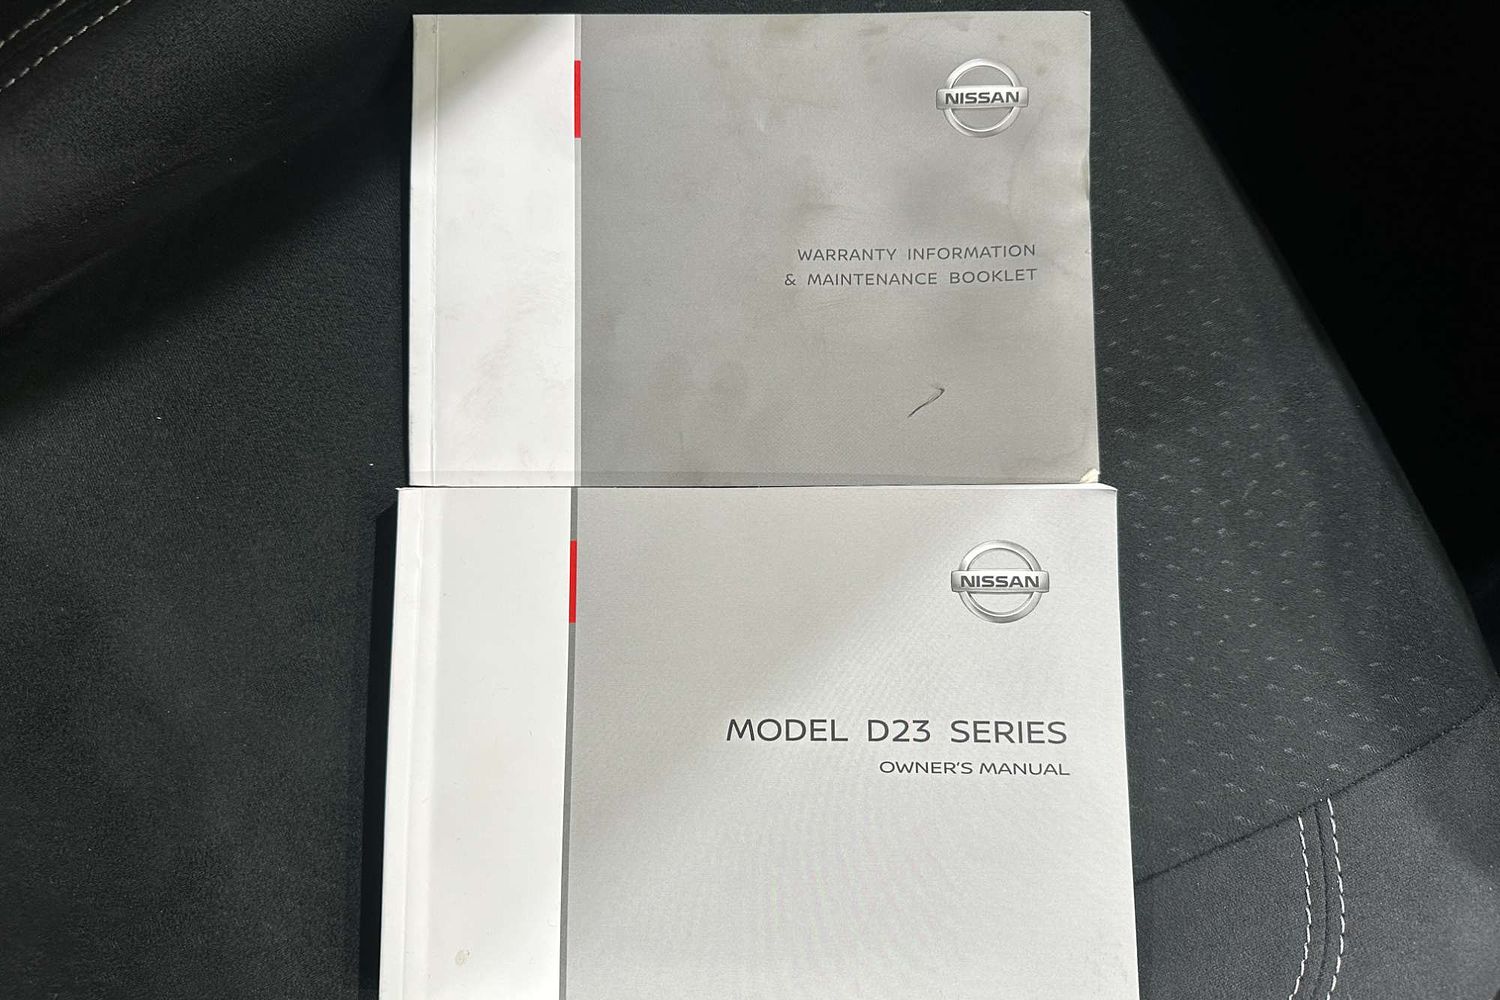 NISSAN
WARRANTY INFORMATION
& MAINTENANCE BOOKLET
NISSAN
MODEL D23 SERIES
OWNER'S MANUAL